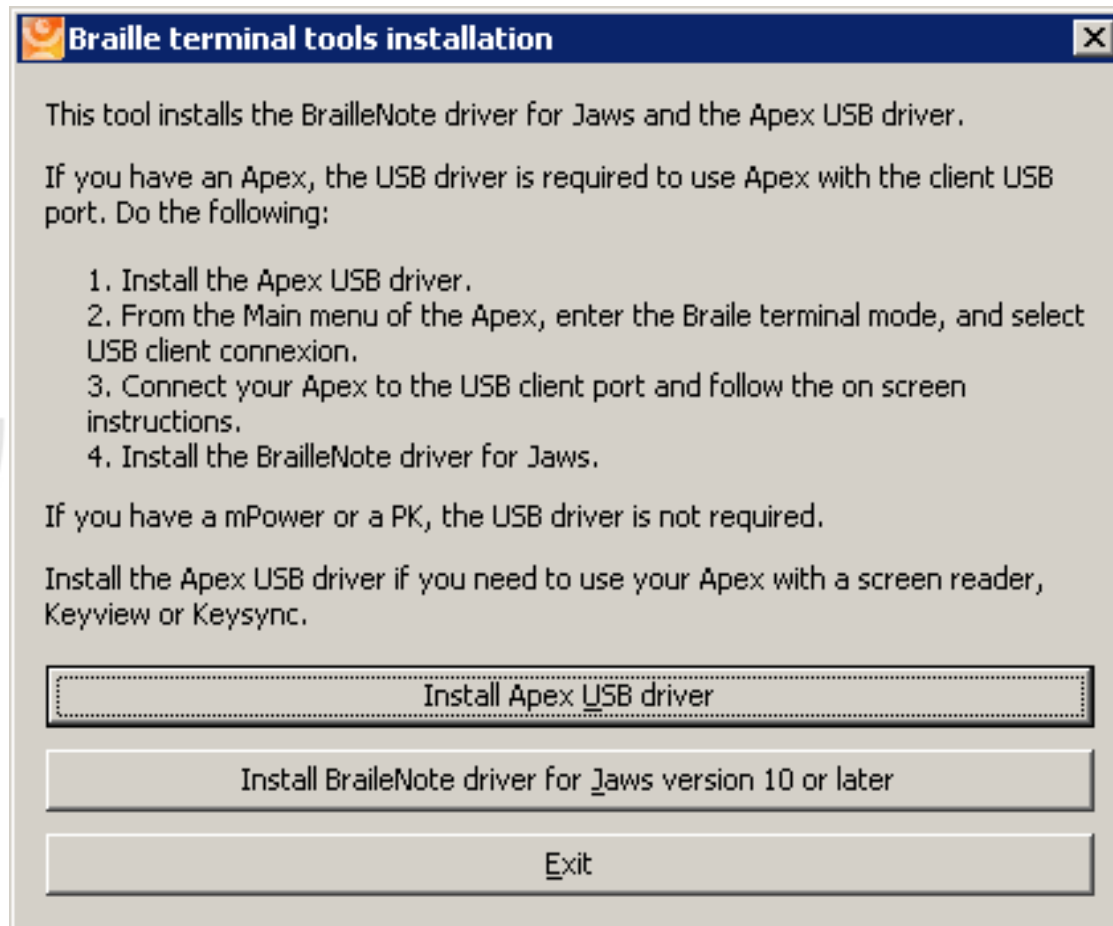 Braille terminal tools installation
This tool installs the BrailleNote driver for Jaws and the Apex USB driver.
If you have an Apex, the USB driver is required to use Apex with the client USB
port. Do the following:
1. Install the Apex USB driver.
2. From the Main menu of the Apex, enter the Braile terminal mode, and select
USB client connexion.
3. Connect your Apex to the USB client port and follow the on screen
instructions.
4. Install the BrailleNote driver for Jaws.
If you have a mPower or a PK, the USB driver is not required.
Install the Apex USB driver if you need to use your Apex with a screen reader,
Keyview or Keysync.
Install Apex USB driver
Install BraileNote driver for Jaws version 10 or later
Exit